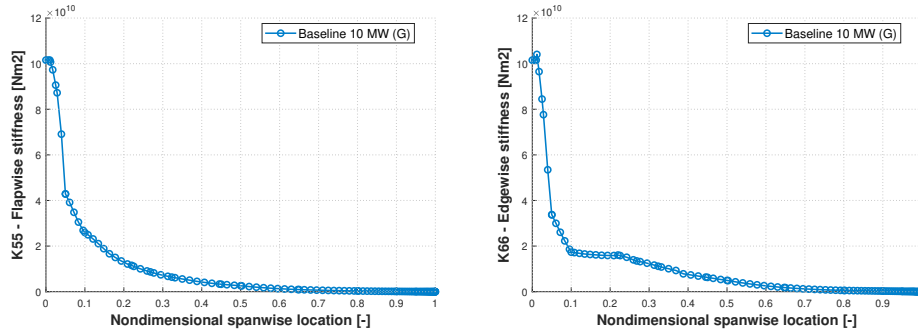 ×10¹⁰
Baseline 10 MW (G)
K55 - Flapwise stiffness [Nm2]
12
10
8
6
4
2
0
0 0.1 0.2 0.3 0.4 0.5 0.6 0.7 0.8 0.9 1
Nondimensional spanwise location [-]
×10¹⁰
Baseline 10 MW (G)
K66 - Edgewise stiffness [Nm2]
12
10
8
6
4
2
0
0 0.1 0.2 0.3 0.4 0.5 0.6 0.7 0.8 0.9
Nondimensional spanwise location [-]